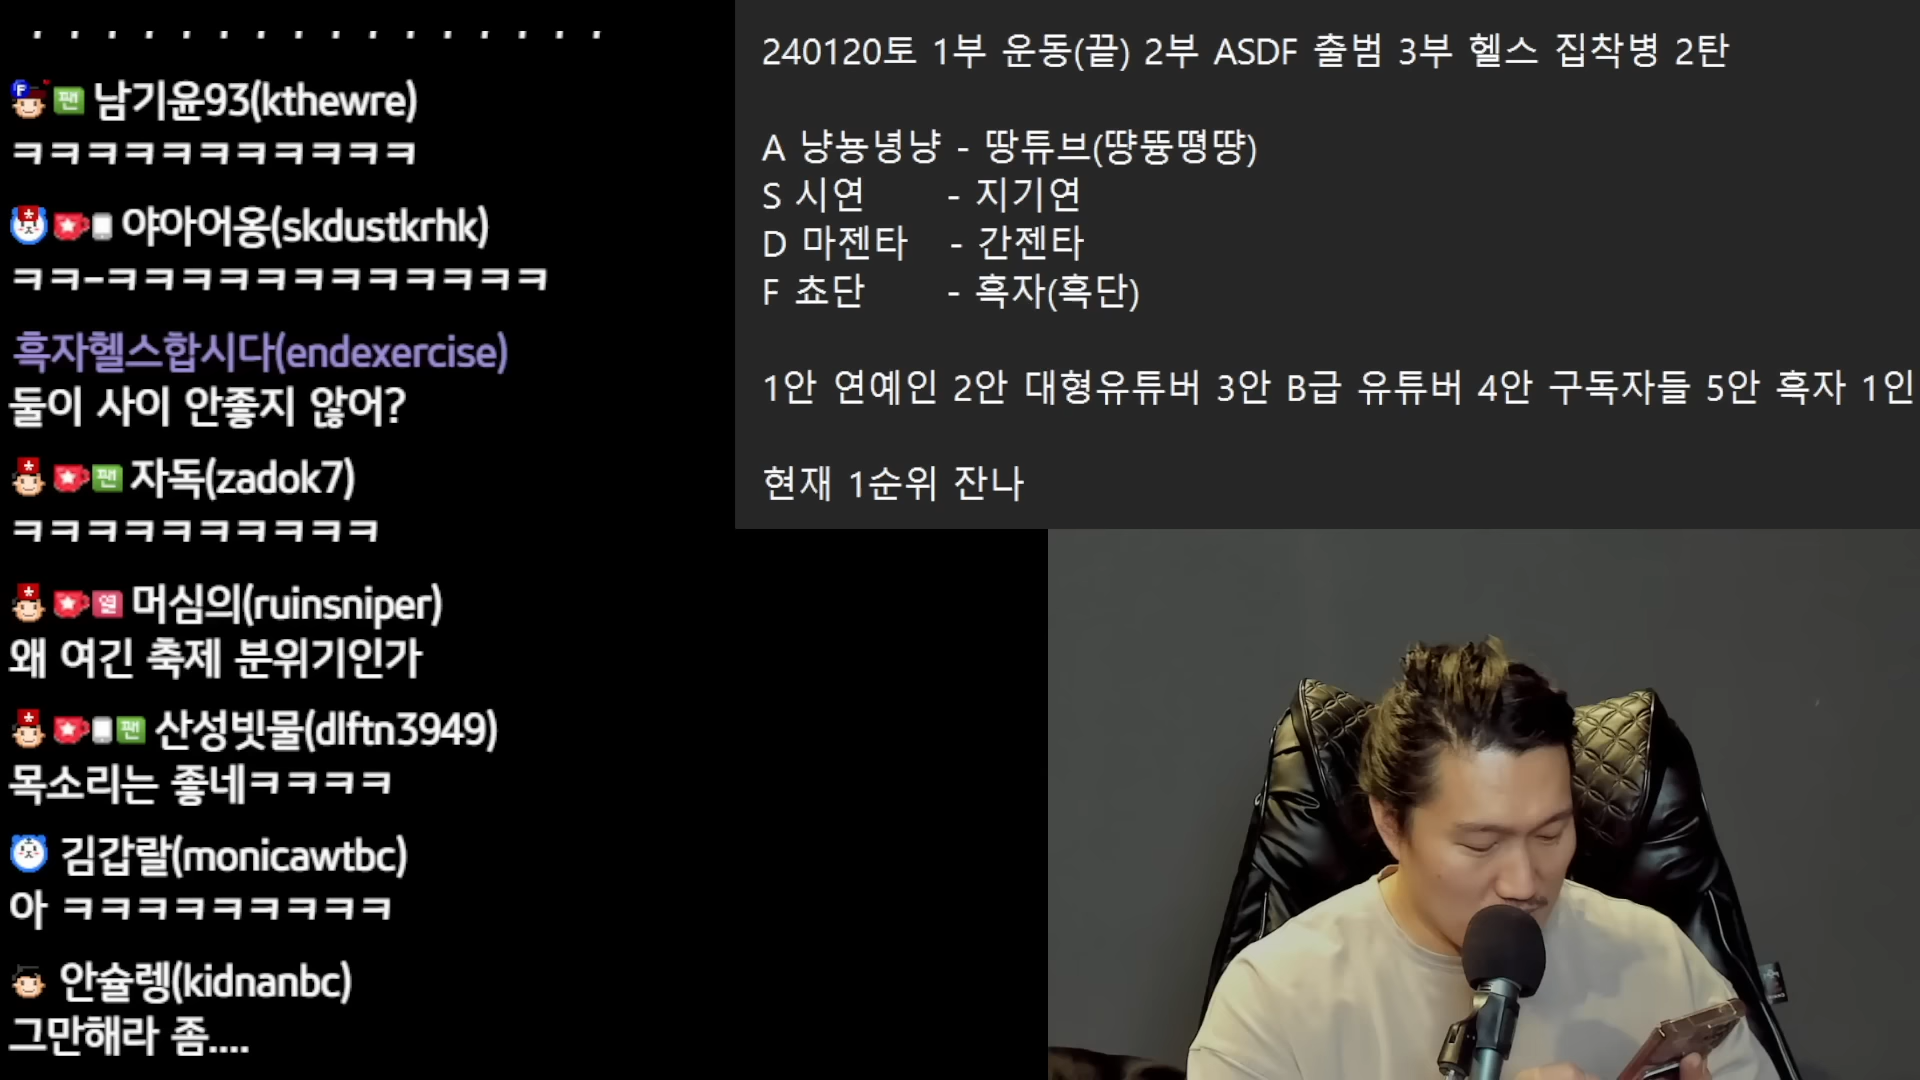 남기윤93(kthewre)
ㅋㅋㅋㅋㅋㅋㅋㅋㅋㅋㅋ
야아어옹(skdustkrhk)
ㅋㅋ-ㅋㅋㅋㅋㅋㅋㅋㅋㅋㅋㅋㅋ
흑자헬스합시다(endexercise)
둘이 사이 안좋지 않어?
자독(zadok7)
ㅋㅋㅋㅋㅋㅋㅋㅋㅋㅋ
머심의(ruinsniper)
왜 여긴 축제 분위기인가
산성빗물(dlftn3949)
목소리는 좋네ㅋㅋㅋㅋ
김갑랄(monicawtbc)
아 ㅋㅋㅋㅋㅋㅋㅋㅋㅋ
안슐렝(kidnanbc)
그만해라 좀....
240120토 1부 운동(끝) 2부 ASDF 출범 3부 헬스 집착병 2탄
A 냥뇽녕냥 - 땅튜브(땽뜡떵땽)
S 시연 - 지기연
D 마젠타 - 간젠타
F 쵸단 - 흑자(흑단)
1안 연예인 2안 대형유튜버 3안 B급 유튜버 4안 구독자들 5안 흑자 1인
현재 1순위 잔나